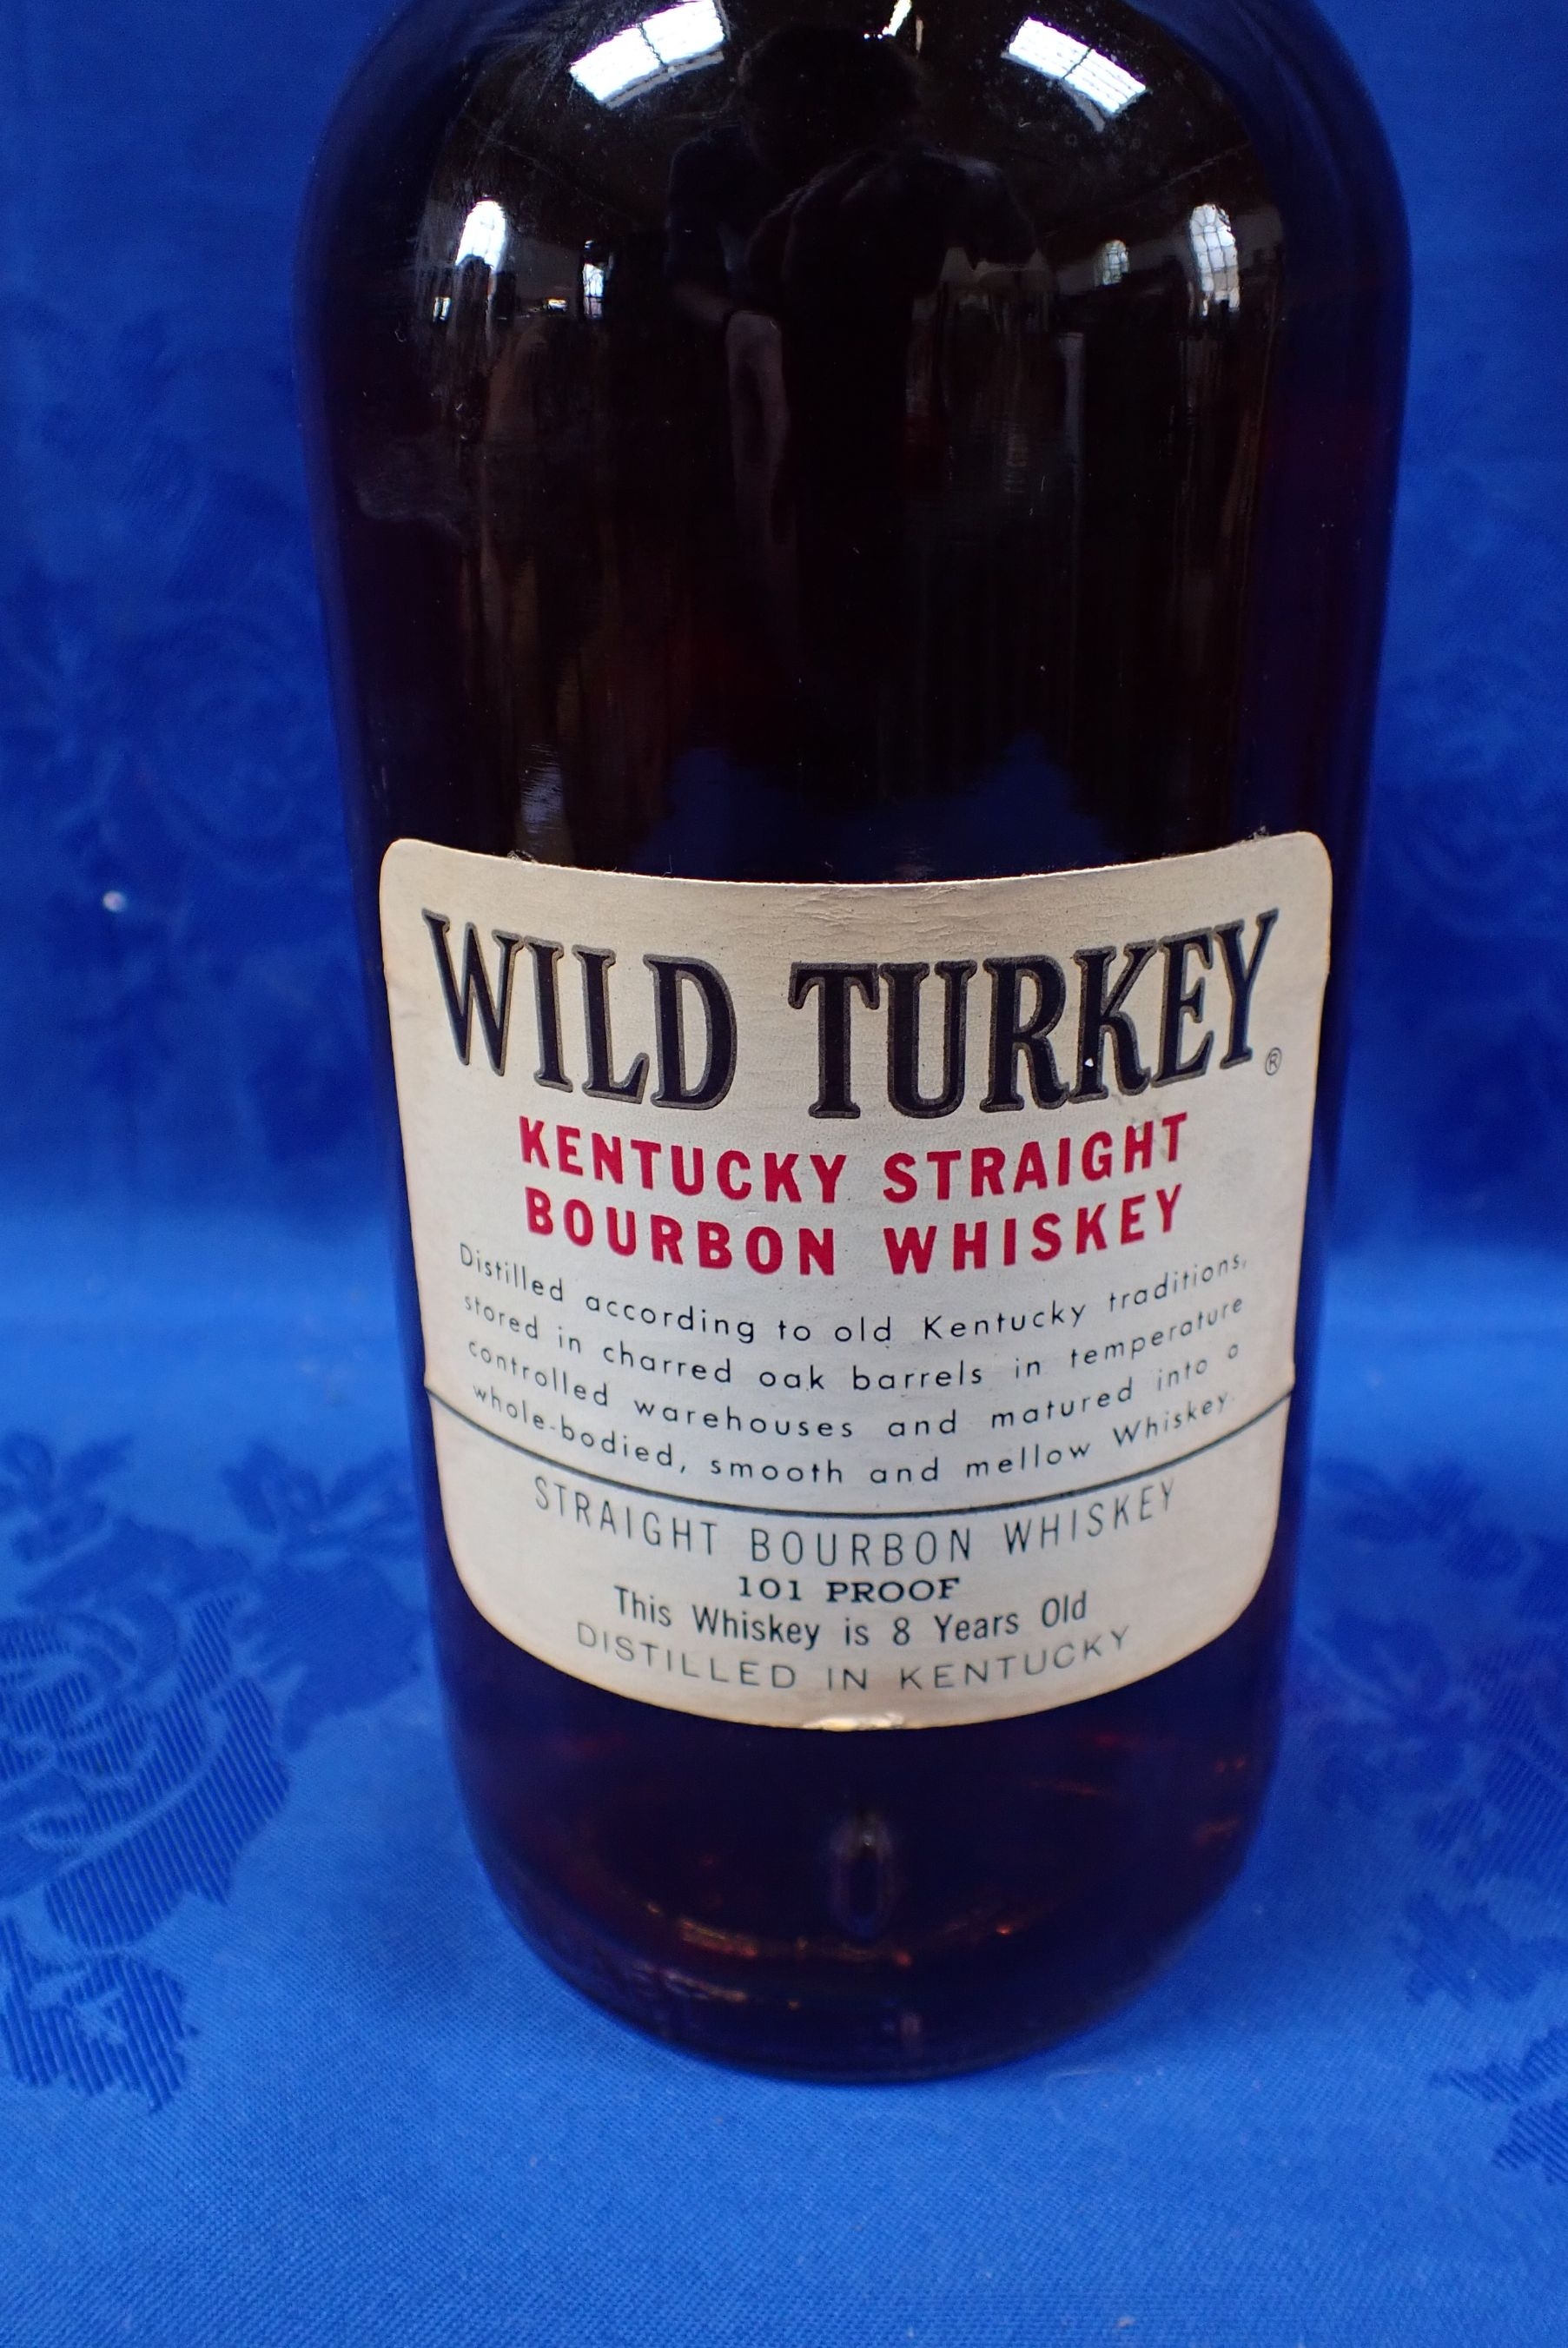 WILD TURKEY®
KENTUCKY STRAIGHT
BOURBON WHISKEY
Distilled according to old Kentucky traditions,
stored in charred oak barrels in temperature
controlled warehouses and matured into a
whole-bodied, smooth and mellow Whiskey.
STRAIGHT BOURBON WHISKEY
101 PROOF
This Whiskey is 8 Years Old
DISTILLED IN KENTUCKY